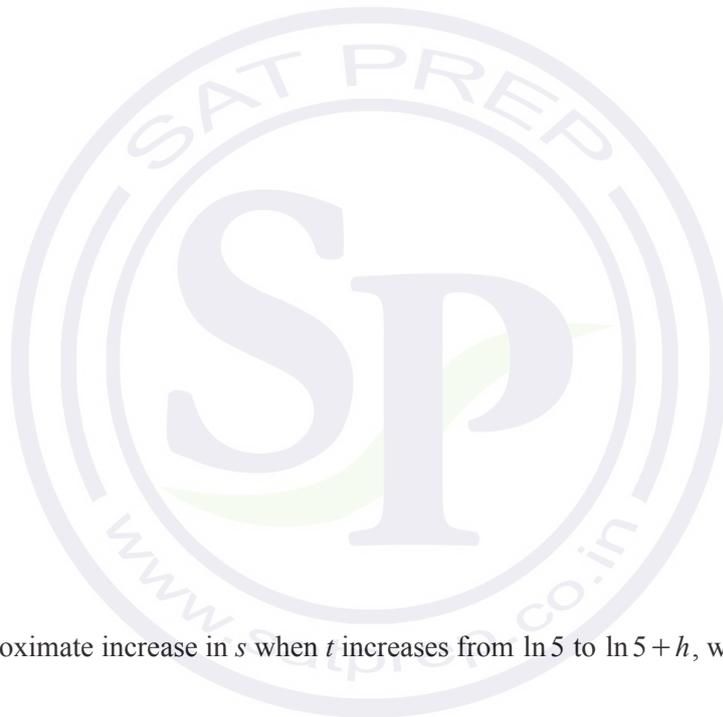 SAT PREP
SP
oximate increase in s when t increases from ln 5 to ln 5 + h, w
www.satprep.co.in